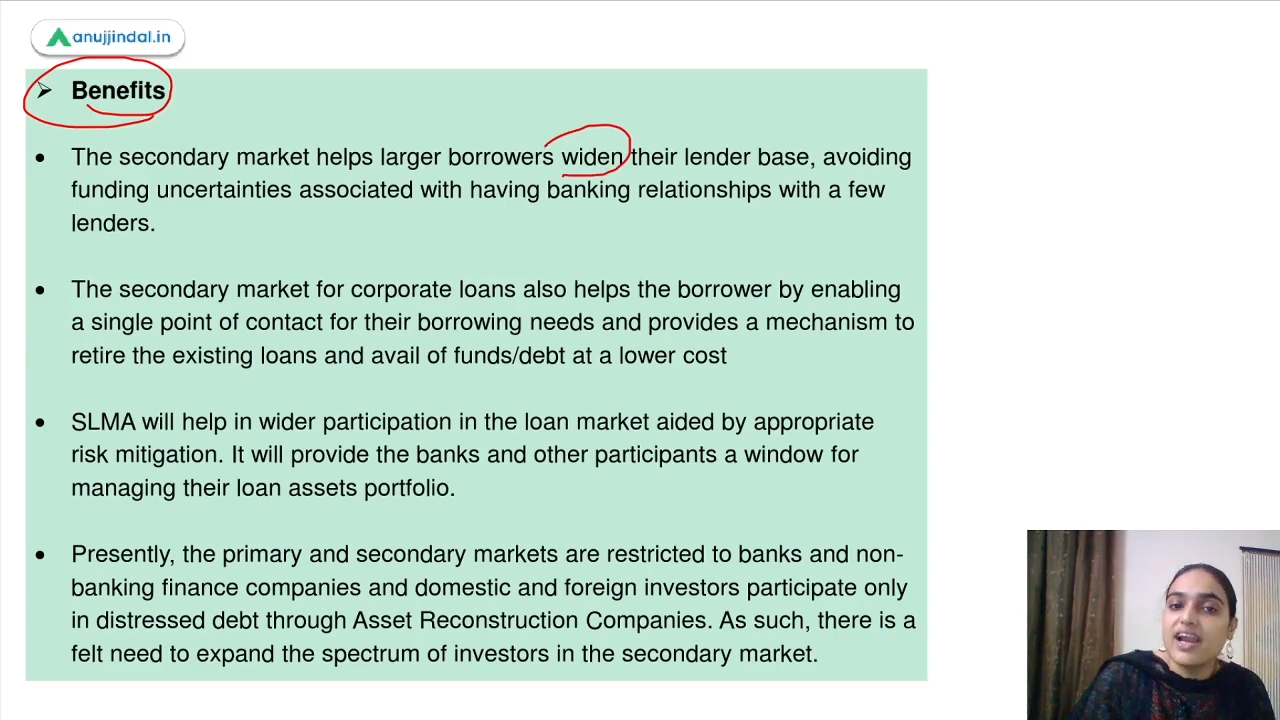 anujjindal.in
➢ Benefits
• The secondary market helps larger borrowers widen their lender base, avoiding
funding uncertainties associated with having banking relationships with a few
lenders.
• The secondary market for corporate loans also helps the borrower by enabling
a single point of contact for their borrowing needs and provides a mechanism to
retire the existing loans and avail of funds/debt at a lower cost
• SLMA will help in wider participation in the loan market aided by appropriate
risk mitigation. It will provide the banks and other participants a window for
managing their loan assets portfolio.
• Presently, the primary and secondary markets are restricted to banks and non-
banking finance companies and domestic and foreign investors participate only
in distressed debt through Asset Reconstruction Companies. As such, there is a
felt need to expand the spectrum of investors in the secondary market.